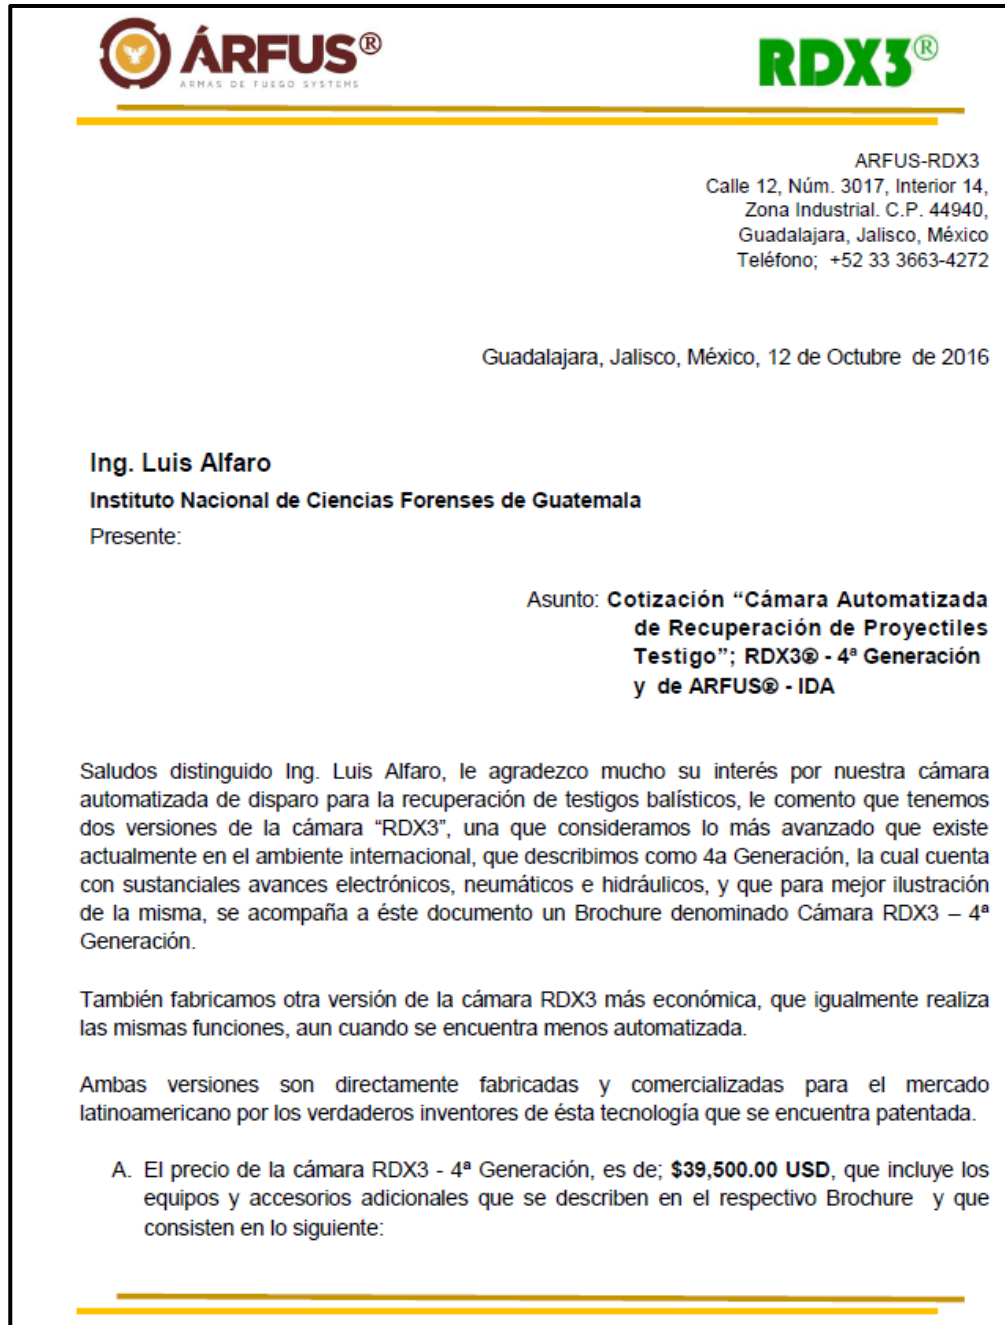 ÁRFUS®
ARMAS DE FUEGO SYSTEMS
RDX3®
ARFUS-RDX3
Calle 12, Núm. 3017, Interior 14,
Zona Industrial. C.P. 44940,
Guadalajara, Jalisco, México
Teléfono;  +52 33 3663-4272
Guadalajara, Jalisco, México, 12 de Octubre  de 2016
Ing. Luis Alfaro
Instituto Nacional de Ciencias Forenses de Guatemala
Presente:
Asunto: Cotización “Cámara Automatizada
de Recuperación de Proyectiles
Testigo”; RDX3® - 4ª Generación
y  de ARFUS® - IDA
Saludos distinguido Ing. Luis Alfaro, le agradezco mucho su interés por nuestra cámara
automatizada de disparo para la recuperación de testigos balísticos, le comento que tenemos
dos versiones de la cámara “RDX3”, una que consideramos lo más avanzado que existe
actualmente en el ambiente internacional, que describimos como 4a Generación, la cual cuenta
con sustanciales avances electrónicos, neumáticos e hidráulicos, y que para mejor ilustración
de la misma, se acompaña a éste documento un Brochure denominado Cámara RDX3 – 4ª
Generación.
También fabricamos otra versión de la cámara RDX3 más económica, que igualmente realiza
las mismas funciones, aun cuando se encuentra menos automatizada.
Ambas versiones son directamente fabricadas y comercializadas para el mercado
latinoamericano por los verdaderos inventores de ésta tecnología que se encuentra patentada.
A. El precio de la cámara RDX3 - 4ª Generación, es de; $39,500.00 USD, que incluye los
equipos y accesorios adicionales que se describen en el respectivo Brochure  y que
consisten en lo siguiente: